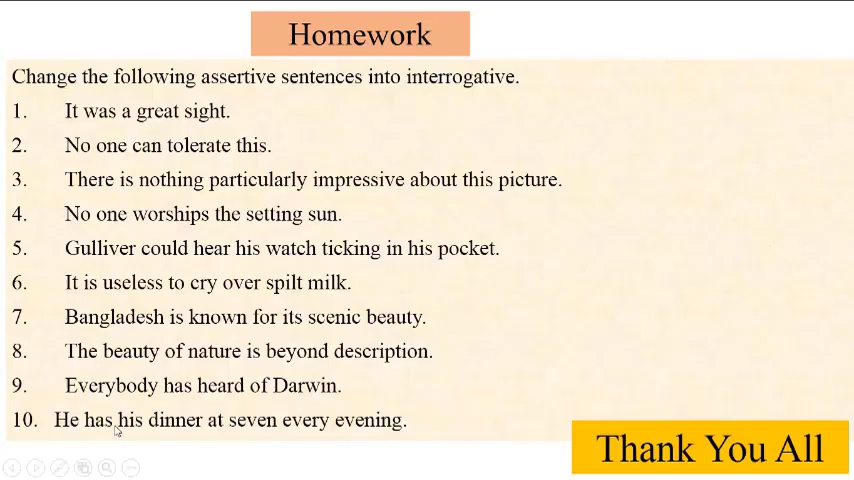 Homework
Change the following assertive sentences into interrogative.
1. It was a great sight.
2. No one can tolerate this.
3. There is nothing particularly impressive about this picture.
4. No one worships the setting sun.
5. Gulliver could hear his watch ticking in his pocket.
6. It is useless to cry over spilt milk.
7. Bangladesh is known for its scenic beauty.
8. The beauty of nature is beyond description.
9. Everybody has heard of Darwin.
10. He has his dinner at seven every evening.
Thank You All